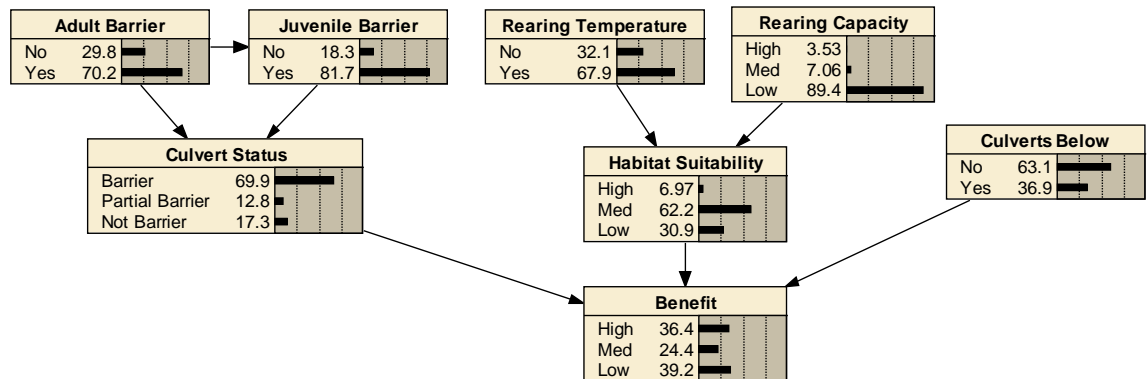 Adult Barrier
No 29.8
Yes 70.2
Juvenile Barrier
No 18.3
Yes 81.7
Rearing Temperature
No 32.1
Yes 67.9
Rearing Capacity
High 3.53
Med 7.06
Low 89.4
Culvert Status
Barrier 69.9
Partial Barrier 12.8
Not Barrier 17.3
Habitat Suitability
High 6.97
Med 62.2
Low 30.9
Culverts Below
No 63.1
Yes 36.9
Benefit
High 36.4
Med 24.4
Low 39.2